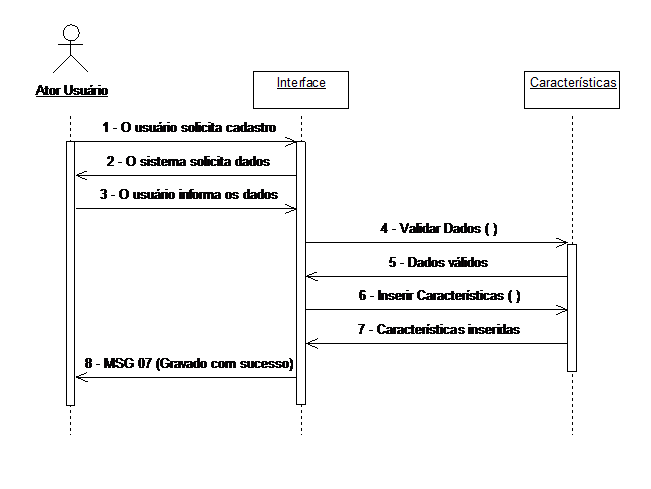 Ator Usuário
Interface
Características
1 - O usuário solicita cadastro
2 - O sistema solicita dados
3 - O usuário informa os dados
4 - Validar Dados ( )
5 - Dados válidos
6 - Inserir Características ( )
7 - Características inseridas
8 - MSG 07 (Gravado com sucesso)